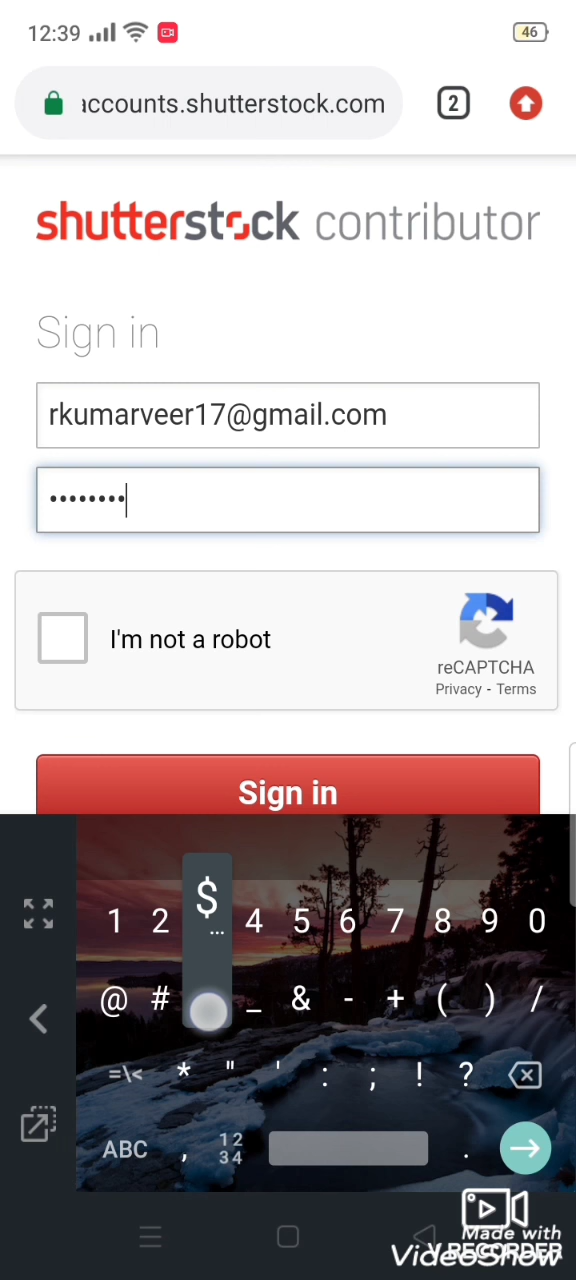 12:39
46
accounts.shutterstock.com
2
shutterstock contributor
Sign in
rkumarveer17@gmail.com
••••••••
I'm not a robot
reCAPTCHA
Privacy - Terms
Sign in
$
...
1 2 4 5 6 7 8 9 0
@ # _ & - + ( ) /
=\< * " ' : ; ! ?
ABC , 12 34 .
Made with
V RECORDER
VideoShow